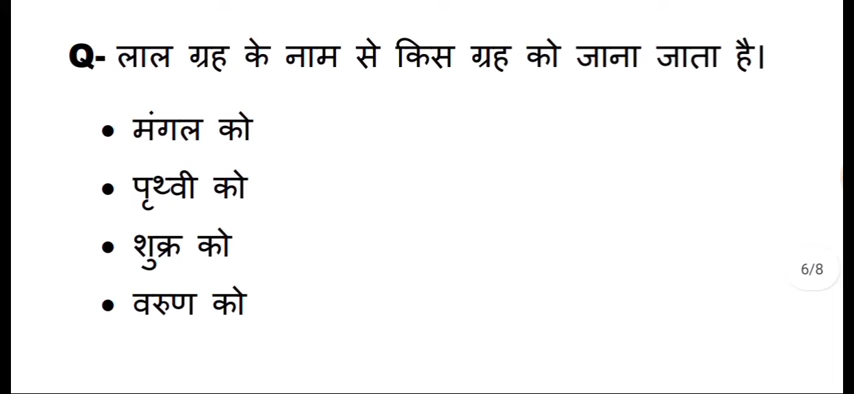 Q- लाल ग्रह के नाम से किस ग्रह को जाना जाता है।
• मंगल को
• पृथ्वी को
• शुक्र को
6/8
• वरुण को